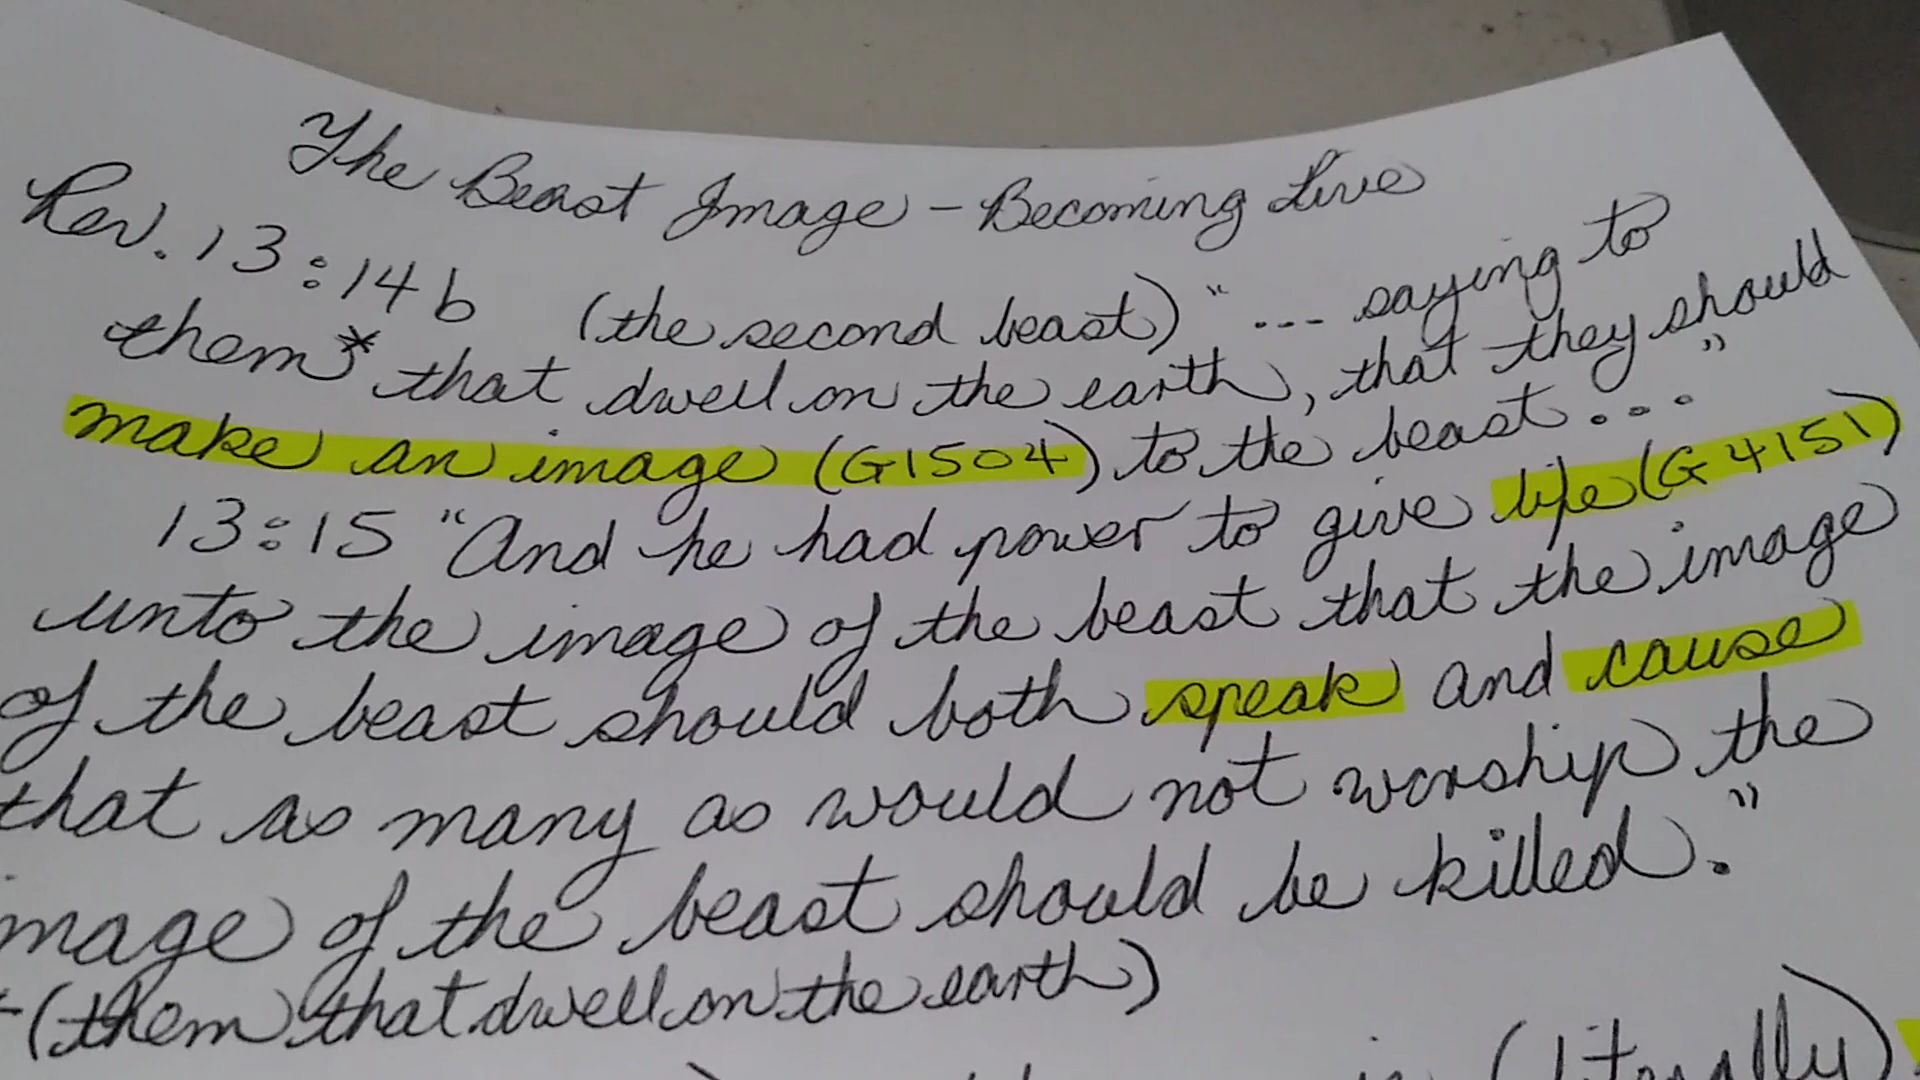 The Beast Image - Becoming Live
Rev. 13:14b (the second beast) "... saying to
them* that dwell on the earth, that they should
make an image (G1504) to the beast..."
13:15 "And he had power to give life (G4151)
unto the image of the beast that the image
of the beast should both speak and cause
that as many as would not worship the
image of the beast should be killed."
*(them that dwell on the earth)
(literally)